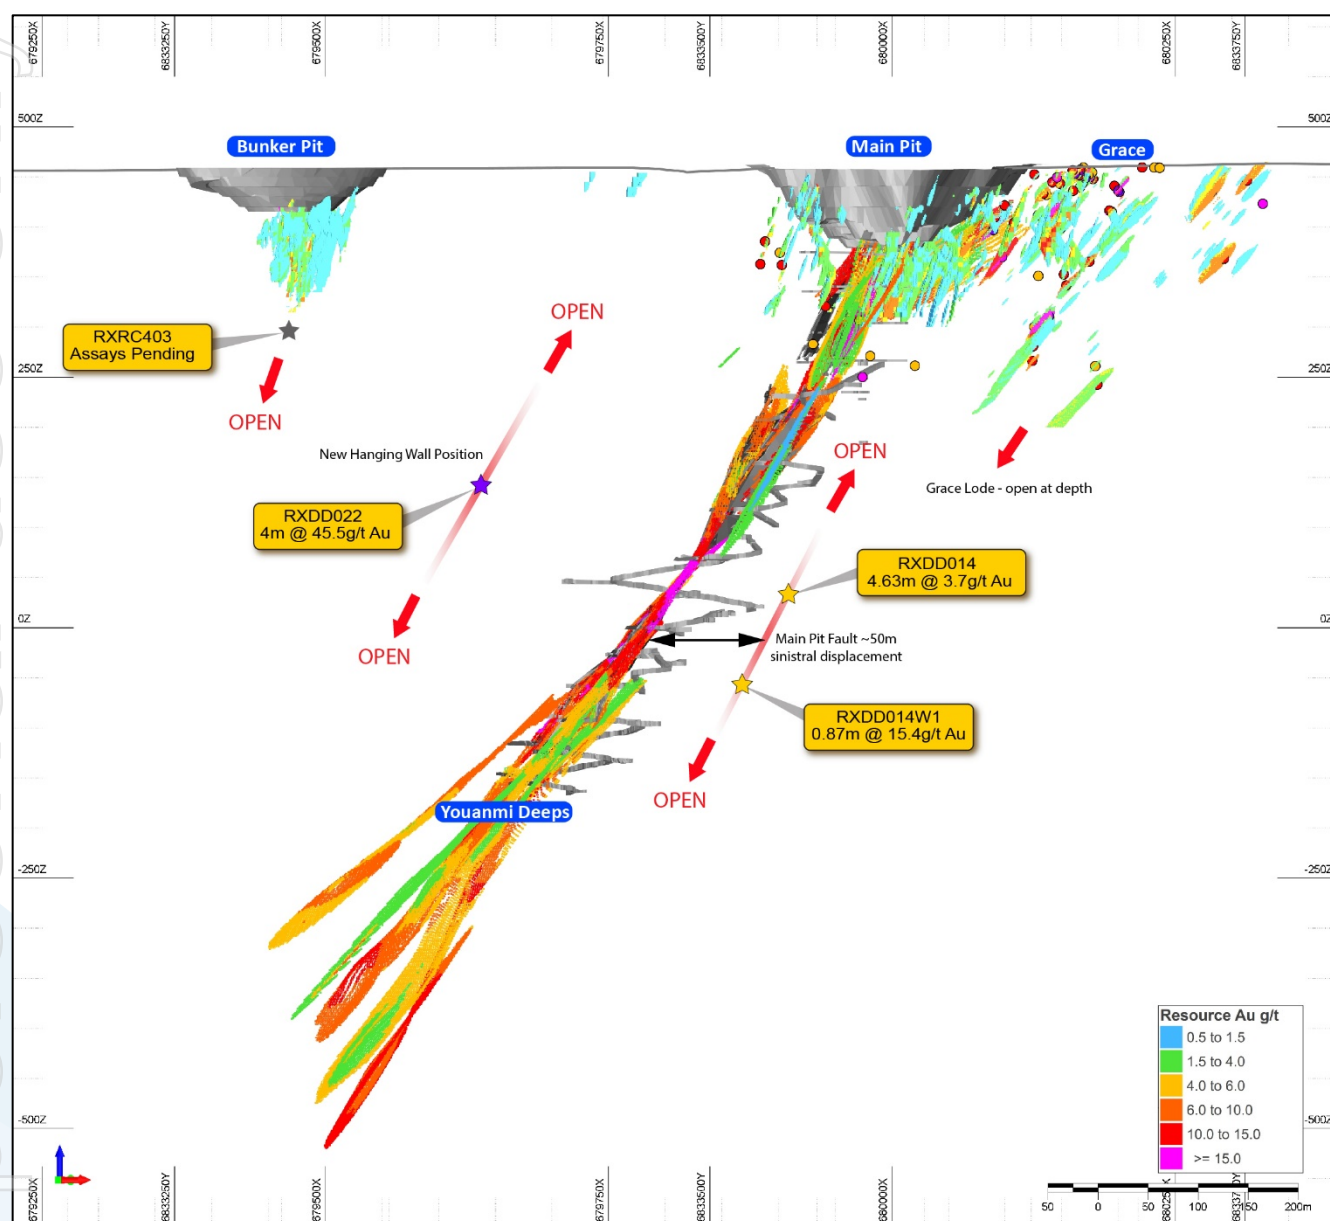 679250X
6833250Y
679500X
679750X
6833500Y
680000X
680250X
6833750Y
500Z
500Z
Bunker Pit
Main Pit
Grace
OPEN
RXRC403
Assays Pending
250Z
250Z
OPEN
New Hanging Wall Position
OPEN
Grace Lode - open at depth
RXDD022
4m @ 45.5g/t Au
RXDD014
4.63m @ 3.7g/t Au
0Z
0Z
Main Pit Fault ~50m
sinistral displacement
OPEN
RXDD014W1
0.87m @ 15.4g/t Au
OPEN
Youanmi Deeps
-250Z
-250Z
Resource Au g/t
0.5 to 1.5
1.5 to 4.0
4.0 to 6.0
6.0 to 10.0
10.0 to 15.0
>= 15.0
-500Z
-500Z
679250X
6833250Y
679500X
679750X
6833500Y
680000X
680250X
6833750Y
50
0
50
100
150
200m